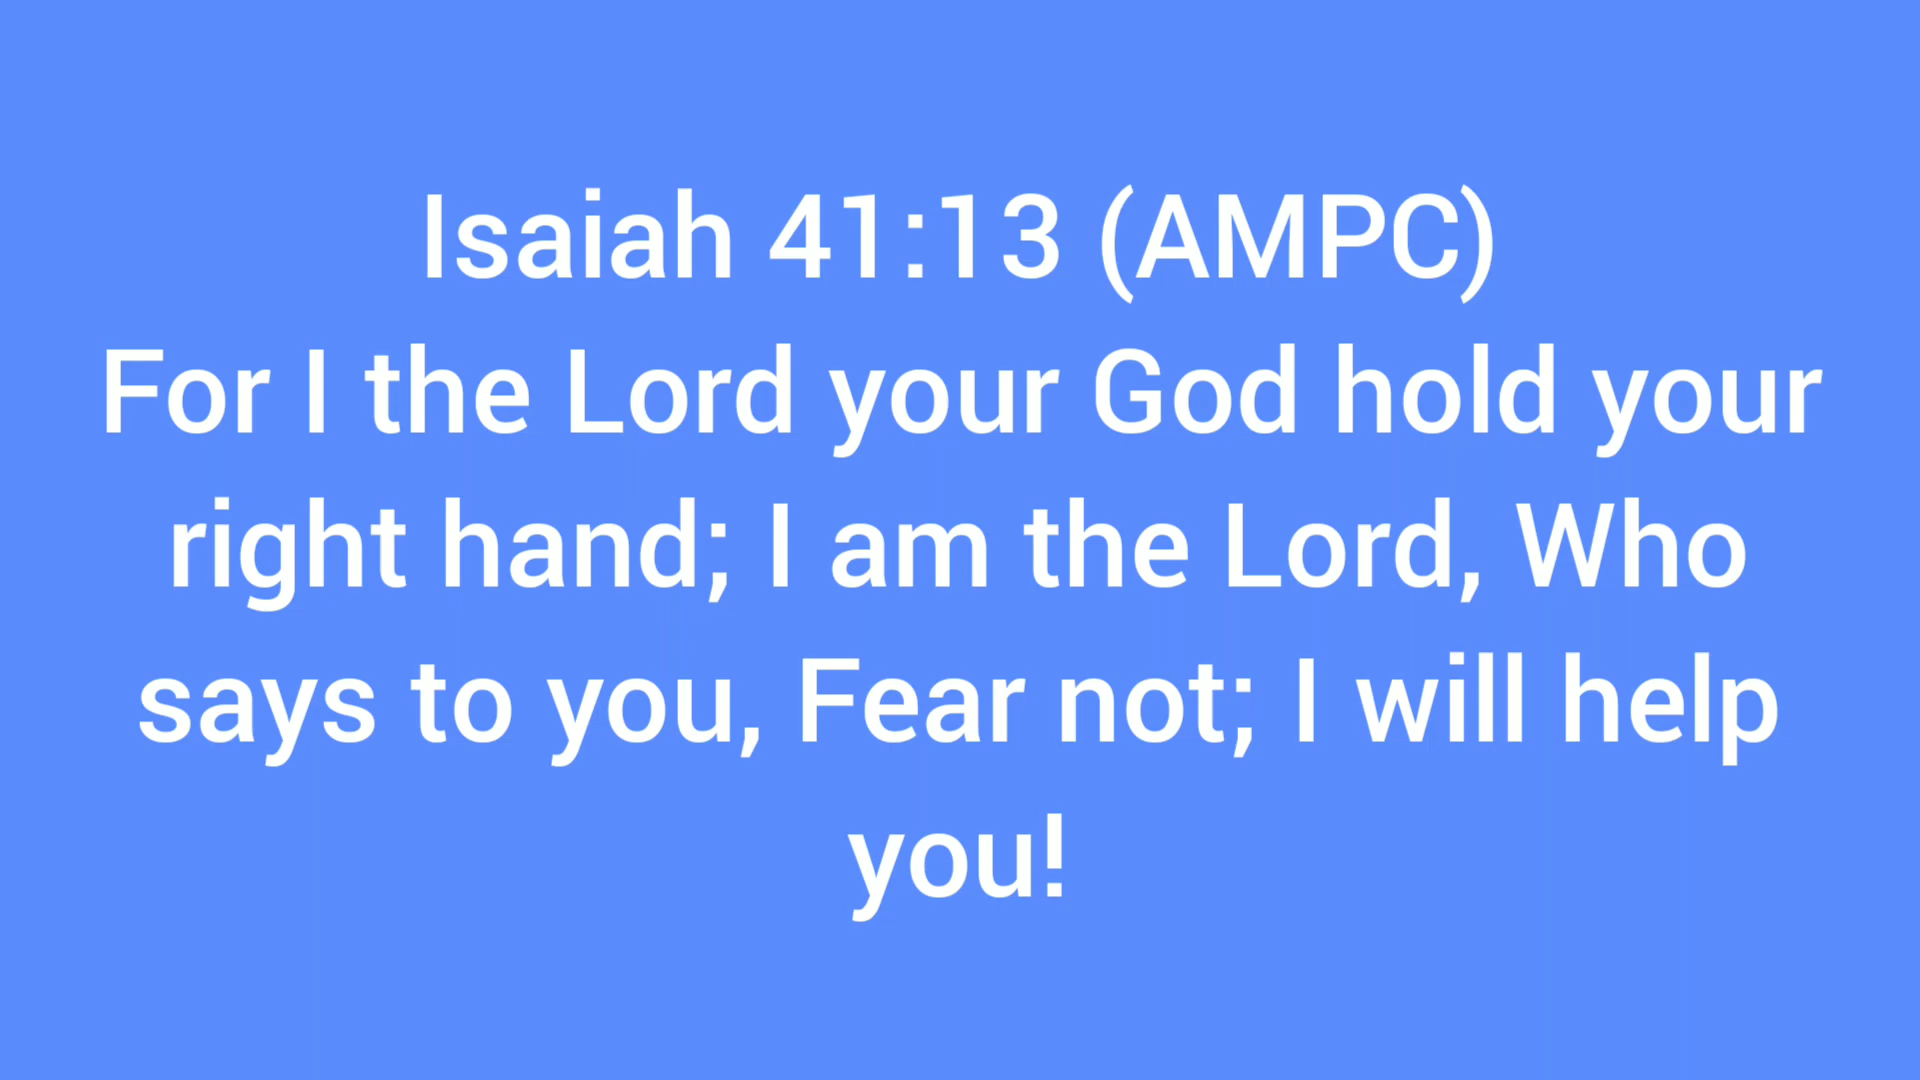 Isaiah 41:13 (AMPC)
For I the Lord your God hold your
right hand; I am the Lord, Who
says to you, Fear not; I will help
you!